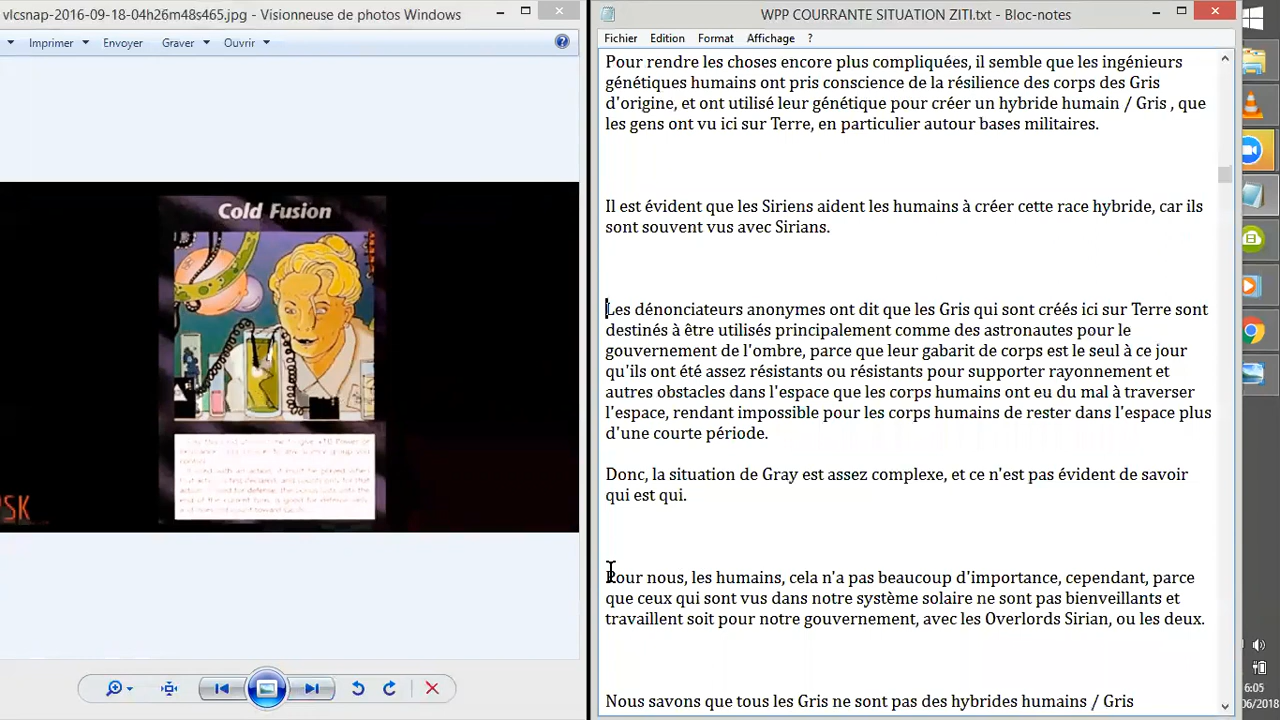 vlcsnap-2016-09-18-04h26m48s465.jpg - Visionneuse de photos Windows
Imprimer Envoyer Graver Ouvrir
Cold Fusion
SK
WPP COURRANTE SITUATION ZITI.txt - Bloc-notes
Fichier Edition Format Affichage ?
Pour rendre les choses encore plus compliquées, il semble que les ingénieurs
génétiques humains ont pris conscience de la résilience des corps des Gris
d'origine, et ont utilisé leur génétique pour créer un hybride humain / Gris , que
les gens ont vu ici sur Terre, en particulier autour bases militaires.
Il est évident que les Siriens aident les humains à créer cette race hybride, car ils
sont souvent vus avec Sirians.
Les dénonciateurs anonymes ont dit que les Gris qui sont créés ici sur Terre sont
destinés à être utilisés principalement comme des astronautes pour le
gouvernement de l'ombre, parce que leur gabarit de corps est le seul à ce jour
qu'ils ont été assez résistants ou résistants pour supporter rayonnement et
autres obstacles dans l'espace que les corps humains ont eu du mal à traverser
l'espace, rendant impossible pour les corps humains de rester dans l'espace plus
d'une courte période.
Donc, la situation de Gray est assez complexe, et ce n'est pas évident de savoir
qui est qui.
Pour nous, les humains, cela n'a pas beaucoup d'importance, cependant, parce
que ceux qui sont vus dans notre système solaire ne sont pas bienveillants et
travaillent soit pour notre gouvernement, avec les Overlords Sirian, ou les deux.
Nous savons que tous les Gris ne sont pas des hybrides humains / Gris
6:05
06/2018